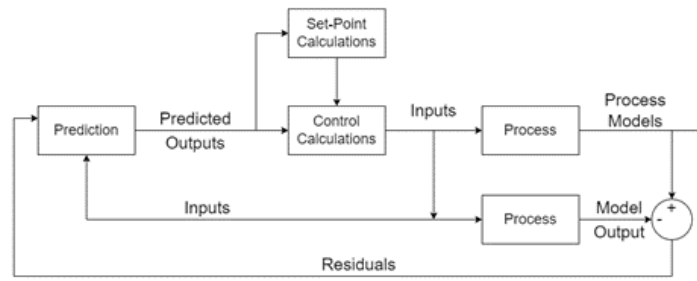 Set-Point
Calculations
Prediction
Predicted
Outputs
Control
Calculations
Inputs
Process
Process
Models
Inputs
Process
Model
Output
+
-
Residuals